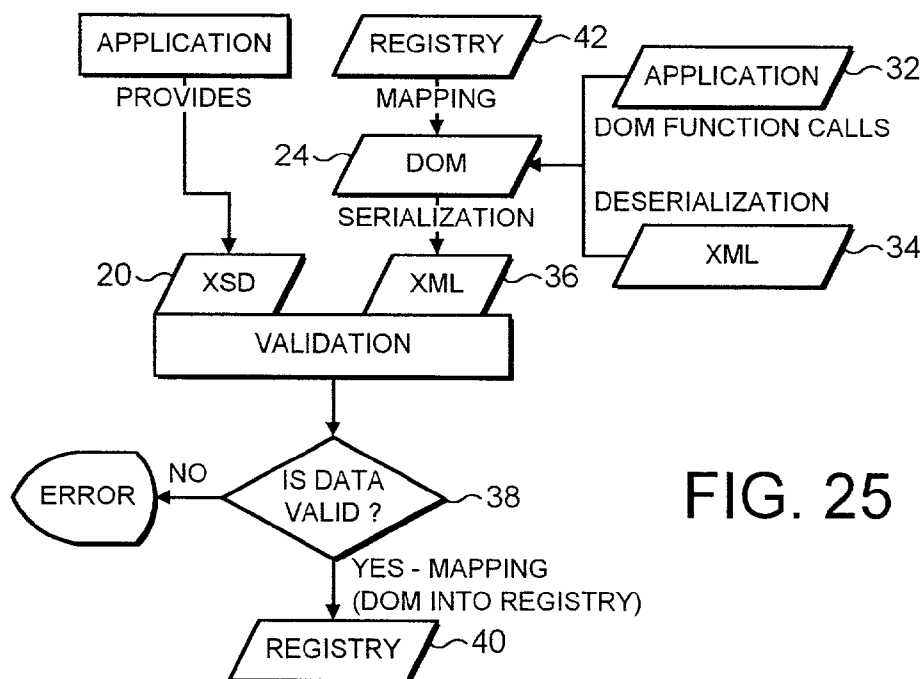 APPLICATION
PROVIDES
REGISTRY
42
MAPPING
APPLICATION
32
DOM FUNCTION CALLS
24
DOM
SERIALIZATION
DESERIALIZATION
XML
34
20
XSD
XML
36
VALIDATION
IS DATA
VALID ?
38
NO
ERROR
YES - MAPPING
(DOM INTO REGISTRY)
REGISTRY
40
FIG. 25